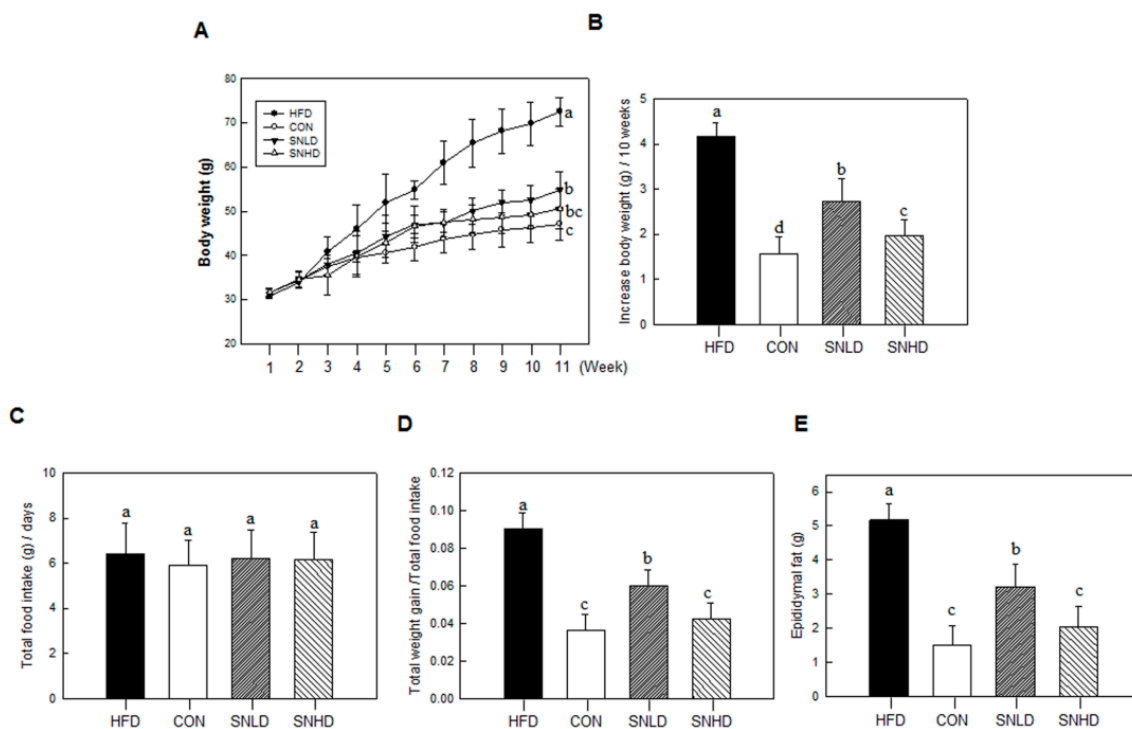 A
Body weight (g)
80
70
60
50
40
30
20
HFD
CON
SNLD
SNHD
a
b
bc
c
1 2 3 4 5 6 7 8 9 10 11 (Week)
B
Increase body weight (g) / 10 weeks
5
4
3
2
1
0
a
d
b
c
HFD CON SNLD SNHD
C
Total food intake (g) / days
10
8
6
4
2
0
a
a
a
a
HFD CON SNLD SNHD
D
Total weight gain /Total food intake
0.12
0.10
0.08
0.06
0.04
0.02
0.00
a
c
b
c
HFD CON SNLD SNHD
E
Epididymal fat (g)
6
5
4
3
2
1
0
a
c
b
c
HFD CON SNLD SNHD